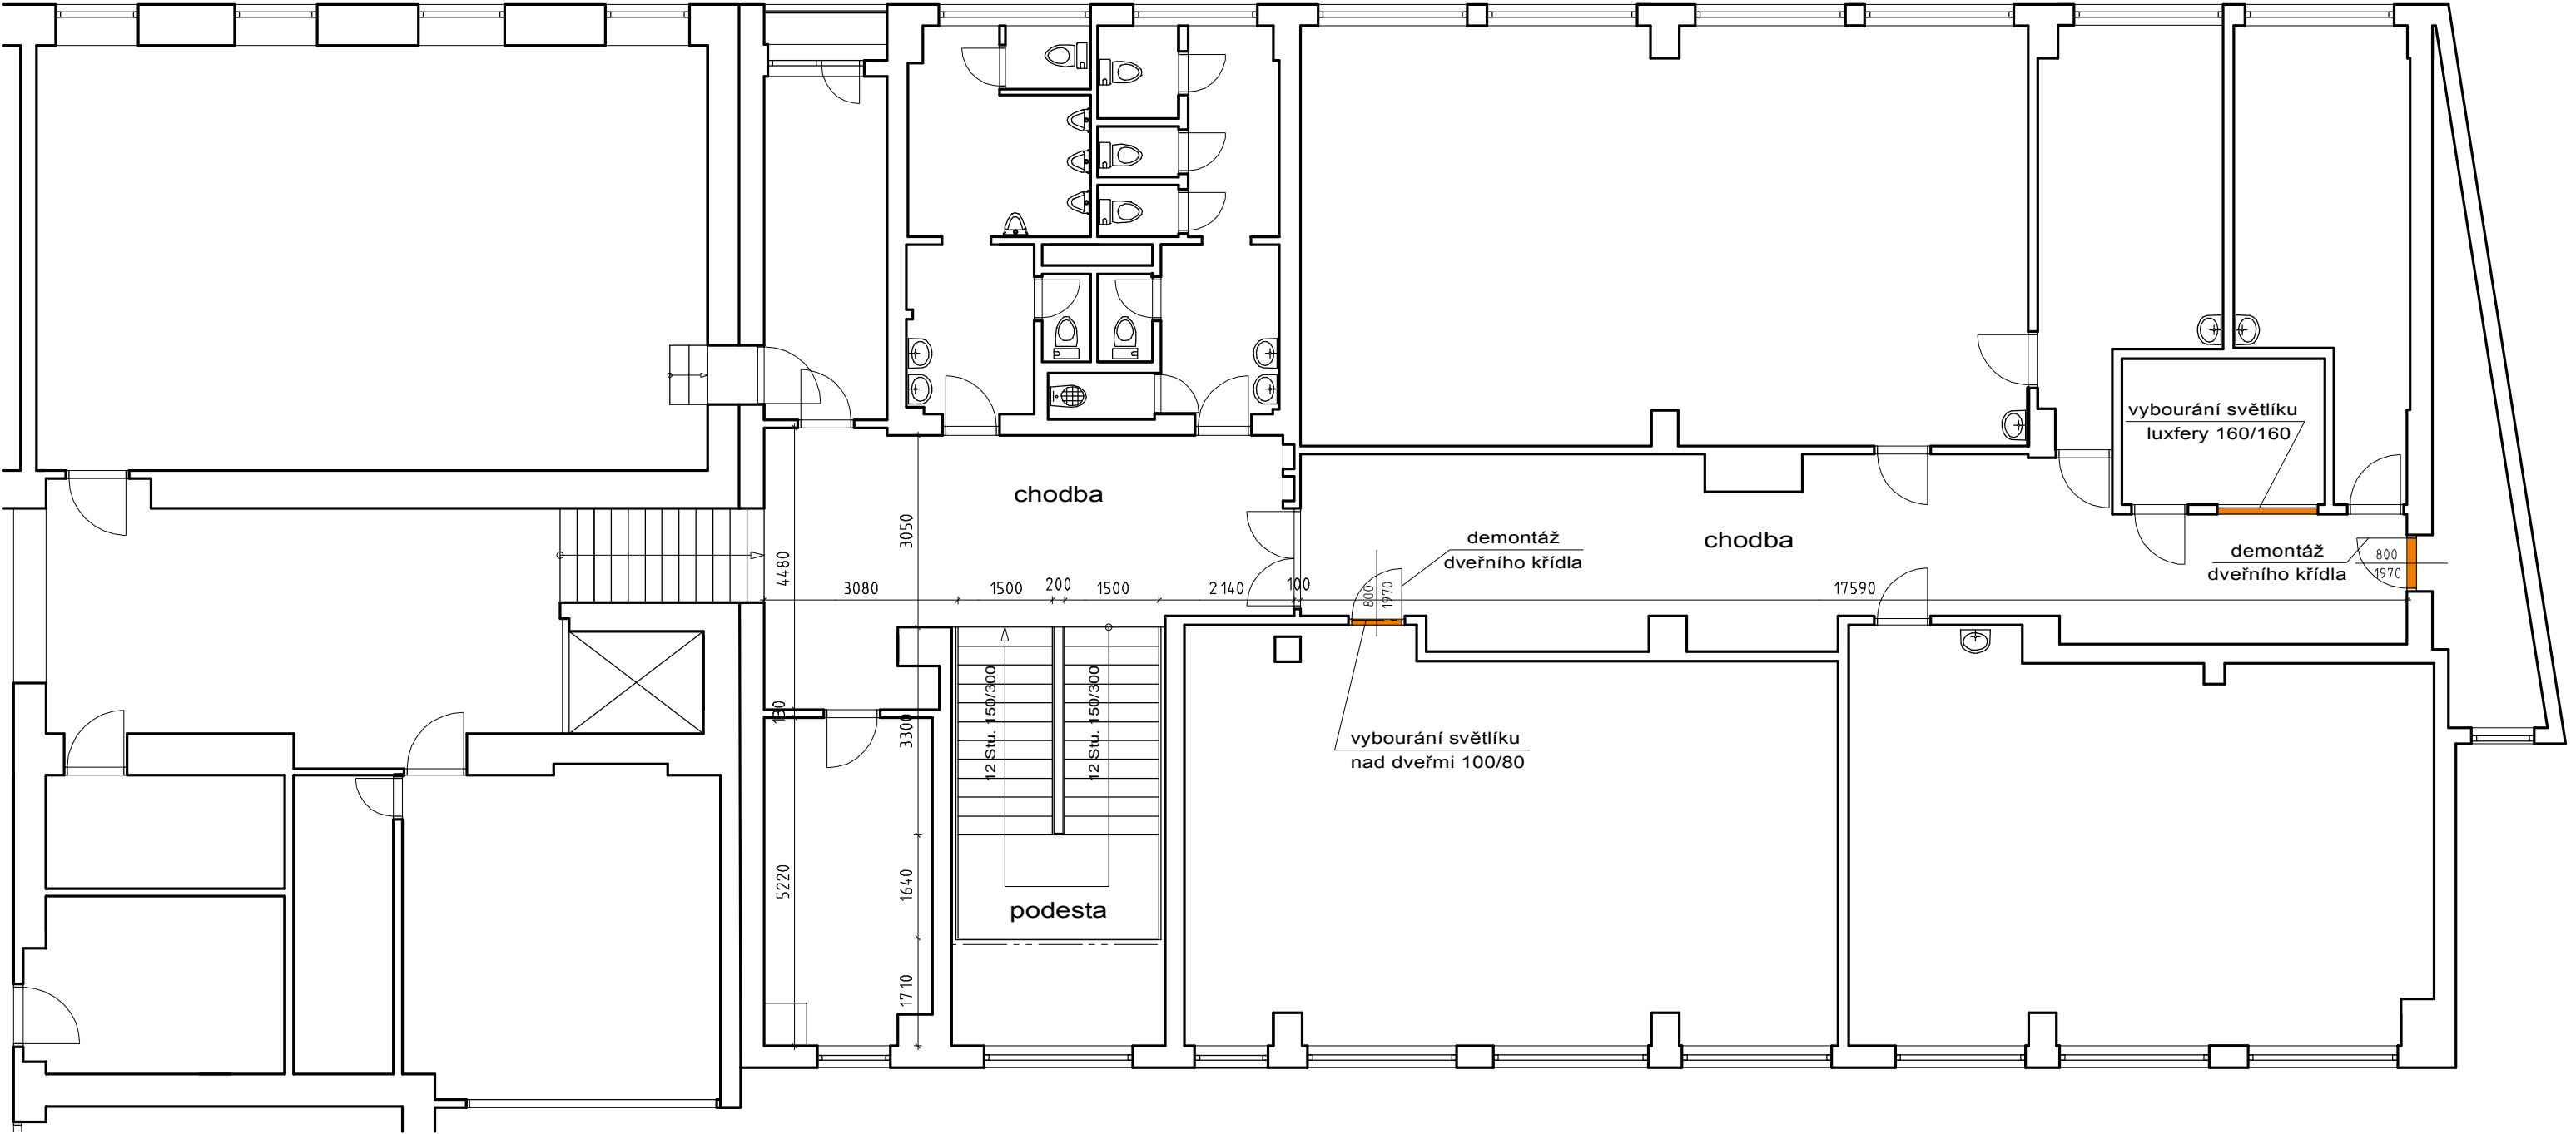 vybourání světlíku
luxfery 160/160
chodba
chodba
demontáž
dveřního křídla
demontáž
dveřního křídla
800
1970
4480
3050
3080
1500
200
1500
2140
100
800
1970
17590
130
3300
12 Stu. 150/300
12 Stu. 150/300
vybourání světlíku
nad dveřmi 100/80
5220
1640
podesta
1710